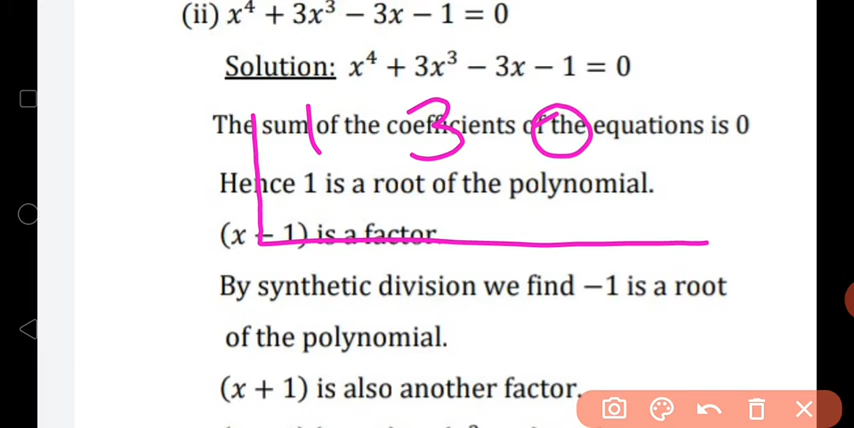 (ii) x⁴ + 3x³ − 3x − 1 = 0
Solution: x⁴ + 3x³ − 3x − 1 = 0
The sum of the coefficients of the equations is 0
1 3 0
Hence 1 is a root of the polynomial.
(x − 1) is a factor
By synthetic division we find −1 is a root
of the polynomial.
(x + 1) is also another factor.